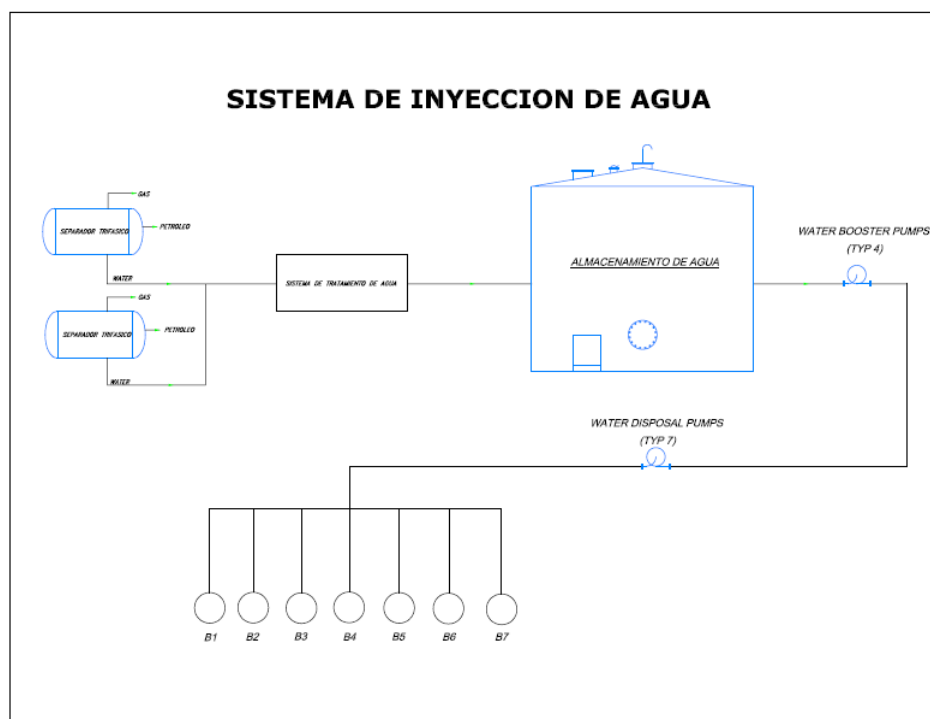 SISTEMA DE INYECCION DE AGUA
GAS
SEPARADOR TRIFASICO
PETROLEO
WATER
GAS
SEPARADOR TRIFASICO
PETROLEO
WATER
SISTEMA DE TRATAMIENTO DE AGUA
ALMACENAMIENTO DE AGUA
WATER BOOSTER PUMPS
(TYP 4)
WATER DISPOSAL PUMPS
(TYP 7)
B1 B2 B3 B4 B5 B6 B7